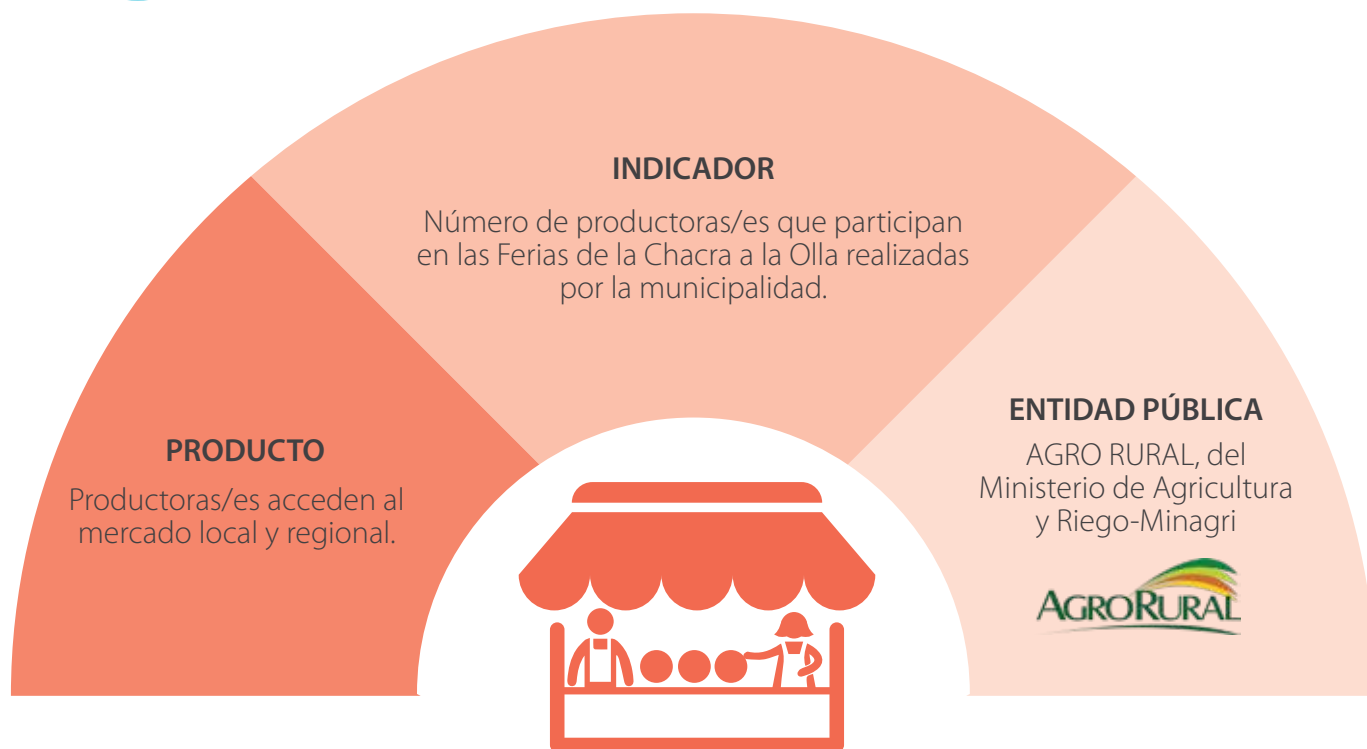 INDICADOR
Número de productoras/es que participan
en las Ferias de la Chacra a la Olla realizadas
por la municipalidad.
PRODUCTO
Productoras/es acceden al
mercado local y regional.
ENTIDAD PÚBLICA
AGRO RURAL, del
Ministerio de Agricultura
y Riego-Minagri
AGRORURAL